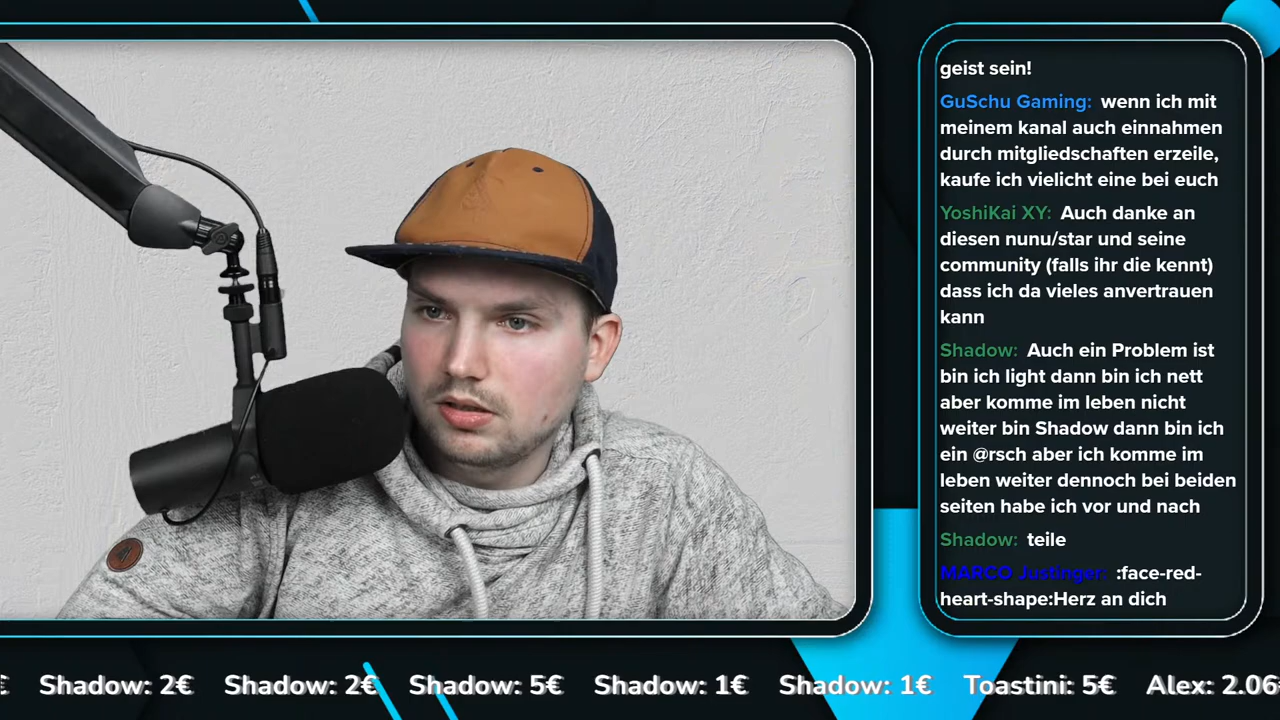 geist sein!
GuSchu Gaming: wenn ich mit
meinem kanal auch einnahmen
durch mitgliedschaften erzeile,
kaufe ich vielicht eine bei euch
YoshiKai XY: Auch danke an
diesen nunu/star und seine
community (falls ihr die kennt)
dass ich da vieles anvertrauen
kann
Shadow: Auch ein Problem ist
bin ich light dann bin ich nett
aber komme im leben nicht
weiter bin Shadow dann bin ich
ein @rsch aber ich komme im
leben weiter dennoch bei beiden
seiten habe ich vor und nach
Shadow: teile
MARCO Justinger: :face-red-
heart-shape:Herz an dich
€ Shadow: 2€ Shadow: 2€ Shadow: 5€ Shadow: 1€ Shadow: 1€ Toastini: 5€ Alex: 2.06€